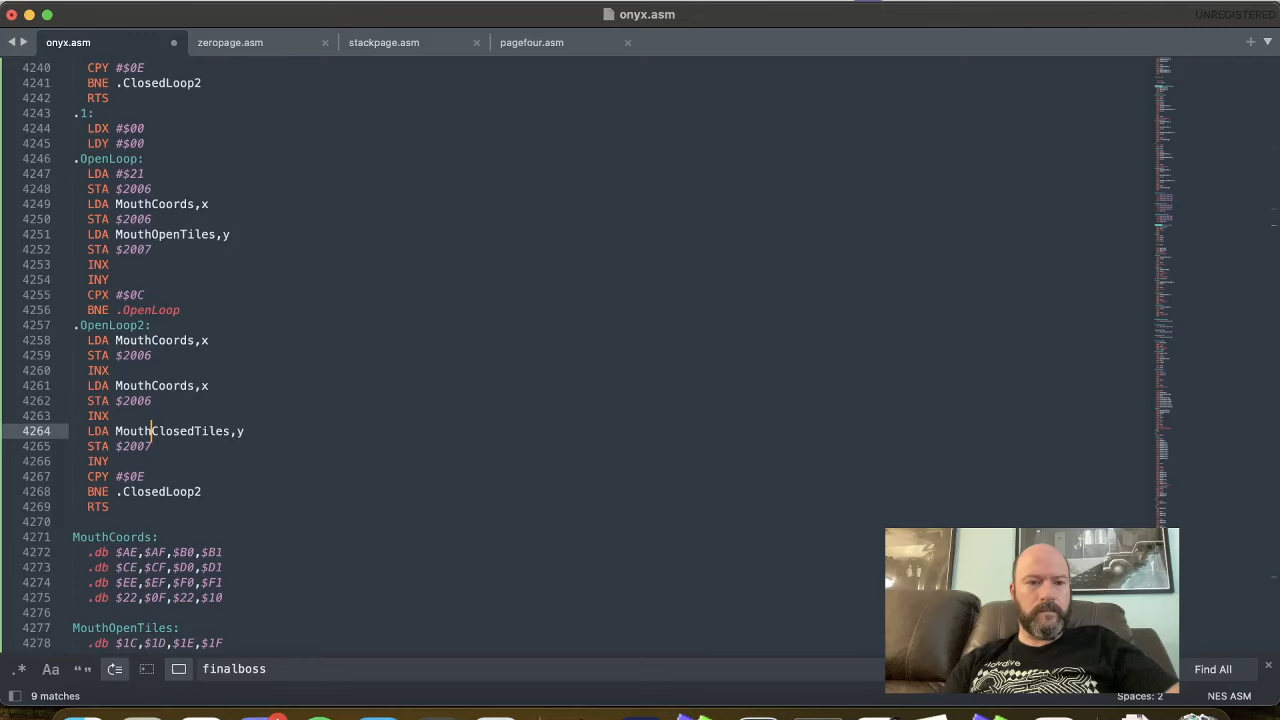 onyx.asm
UNREGISTERED
onyx.asm
zeropage.asm
stackpage.asm
pagefour.asm
4240 CPY #$0E
4241 BNE .ClosedLoop2
4242 RTS
4243 .1:
4244 LDX #$00
4245 LDY #$00
4246 .OpenLoop:
4247 LDA #$21
4248 STA $2006
4249 LDA MouthCoords,x
4250 STA $2006
4251 LDA MouthOpenTiles,y
4252 STA $2007
4253 INX
4254 INY
4255 CPX #$0C
4256 BNE .OpenLoop
4257 .OpenLoop2:
4258 LDA MouthCoords,x
4259 STA $2006
4260 INX
4261 LDA MouthCoords,x
4262 STA $2006
4263 INX
4264 LDA MouthClosedTiles,y
4265 STA $2007
4266 INY
4267 CPY #$0E
4268 BNE .ClosedLoop2
4269 RTS
4270
4271 MouthCoords:
4272 .db $AE,$AF,$B0,$B1
4273 .db $CE,$CF,$D0,$D1
4274 .db $EE,$EF,$F0,$F1
4275 .db $22,$0F,$22,$10
4276
4277 MouthOpenTiles:
4278 .db $1C,$1D,$1E,$1F
.* Aa “” finalboss Find All
9 matches Spaces: 2 NES ASM